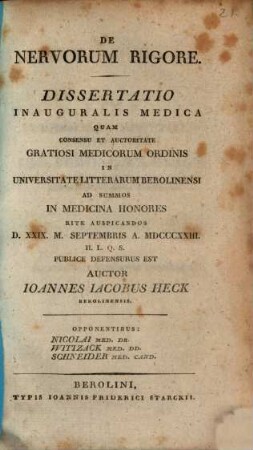 2
DE
NERVORUM RIGORE.
DISSERTATIO
INAUGURALIS MEDICA
QUAM
CONSENSU ET AUCTORITATE
GRATIOSI MEDICORUM ORDINIS
IN
UNIVERSITATE LITTERARUM BEROLINENSI
AD SUMMOS
IN MEDICINA HONORES
RITE AUSPICANDOS
D. XXIX. M. SEPTEMBRIS A. MDCCCXXIII.
H. L. Q. S.
PUBLICE DEFENSURUS EST
AUCTOR
IOANNES IACOBUS HECK
BEROLINENSIS.
OPPONENTIBUS:
NICOLAI MED. DR.
WITTZACK MED. DD.
SCHNEIDER MED. CAND.
BEROLINI,
TYPIS IOANNIS FRIDERICI STARCKII.